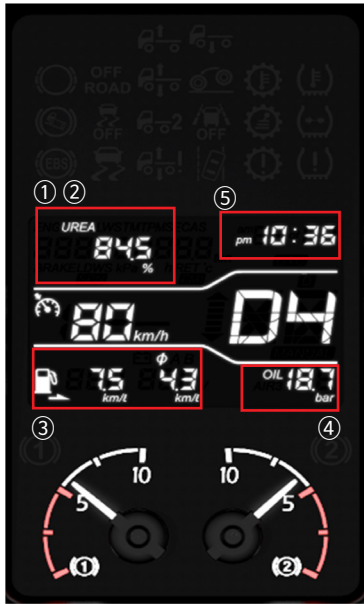 OFF
ROAD
OFF
2
OFF
EBS
① ②
⑤
UREA
84.5
%
pm 10:36
80 km/h
D4
7.5
km/ℓ
ϕ
4.3
km/ℓ
OIL 18.7
bar
③
④
10
5
(1)
10
5
(2)